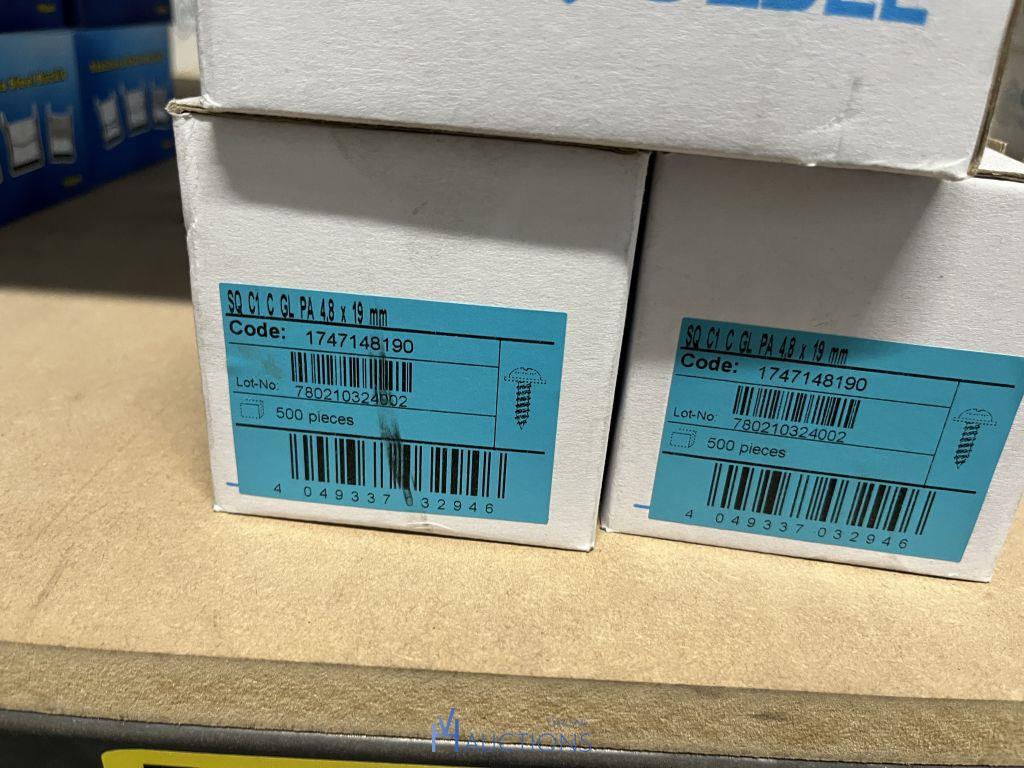 SQ C1 C GL PA 4,8 x 19 mm
Code: 1747148190
Lot-No: 780210324002
500 pieces
4 049337 032946
SQ C1 C GL PA 4,8 x 19 mm
Code: 1747148190
Lot-No: 780210324002
500 pieces
4 049337 032946
ONLINE
AUCTIONS